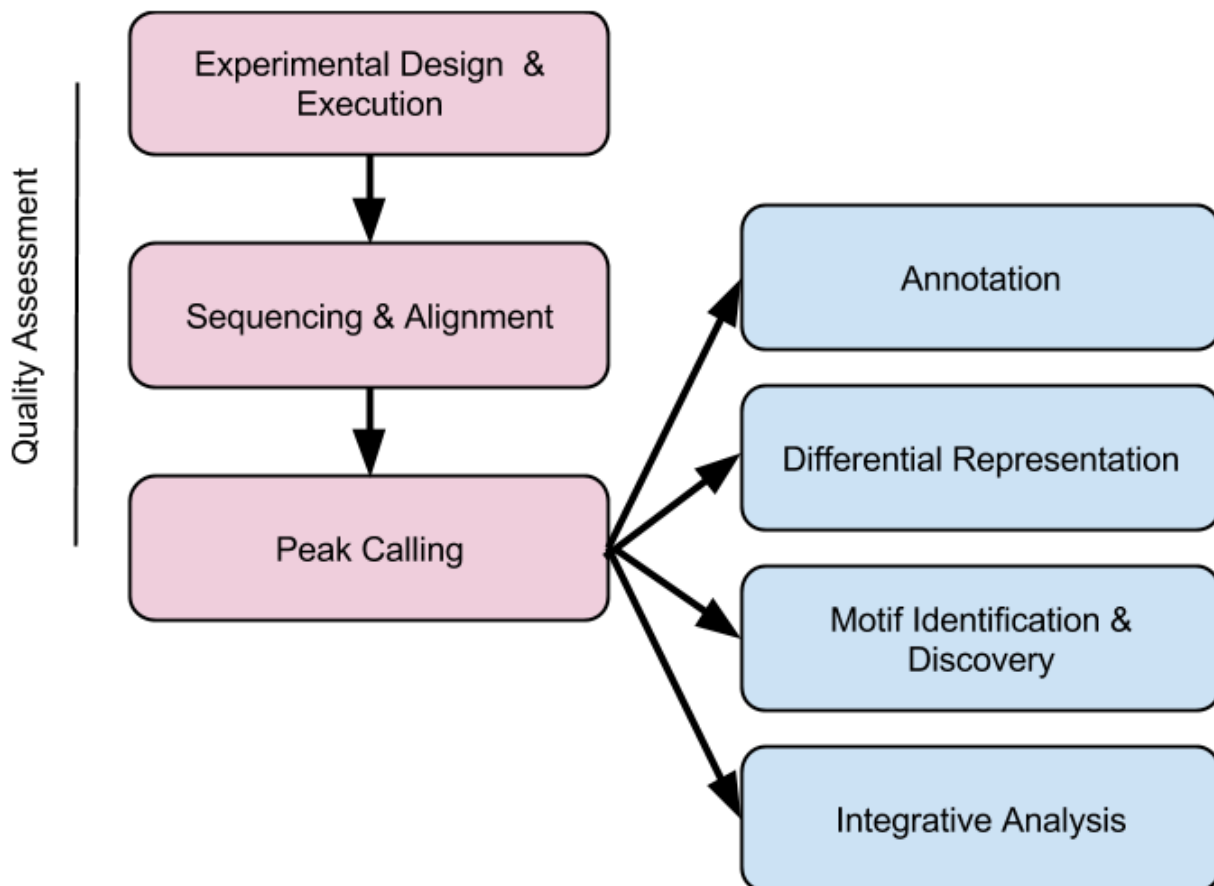 Experimental Design &
Execution
Quality Assessment
Sequencing & Alignment
Peak Calling
Annotation
Differential Representation
Motif Identification &
Discovery
Integrative Analysis